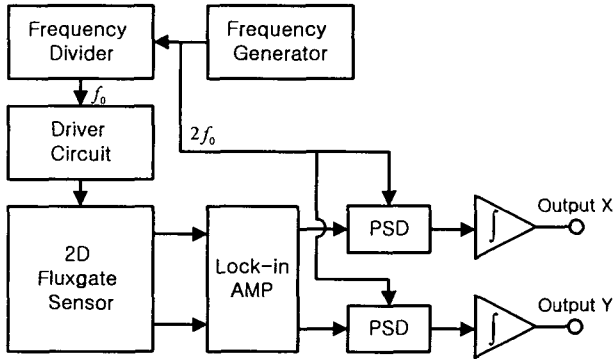 Frequency
Divider
Frequency
Generator
f₀
Driver
Circuit
2f₀
2D
Fluxgate
Sensor
Lock-in
AMP
PSD
∫
Output X
PSD
∫
Output Y